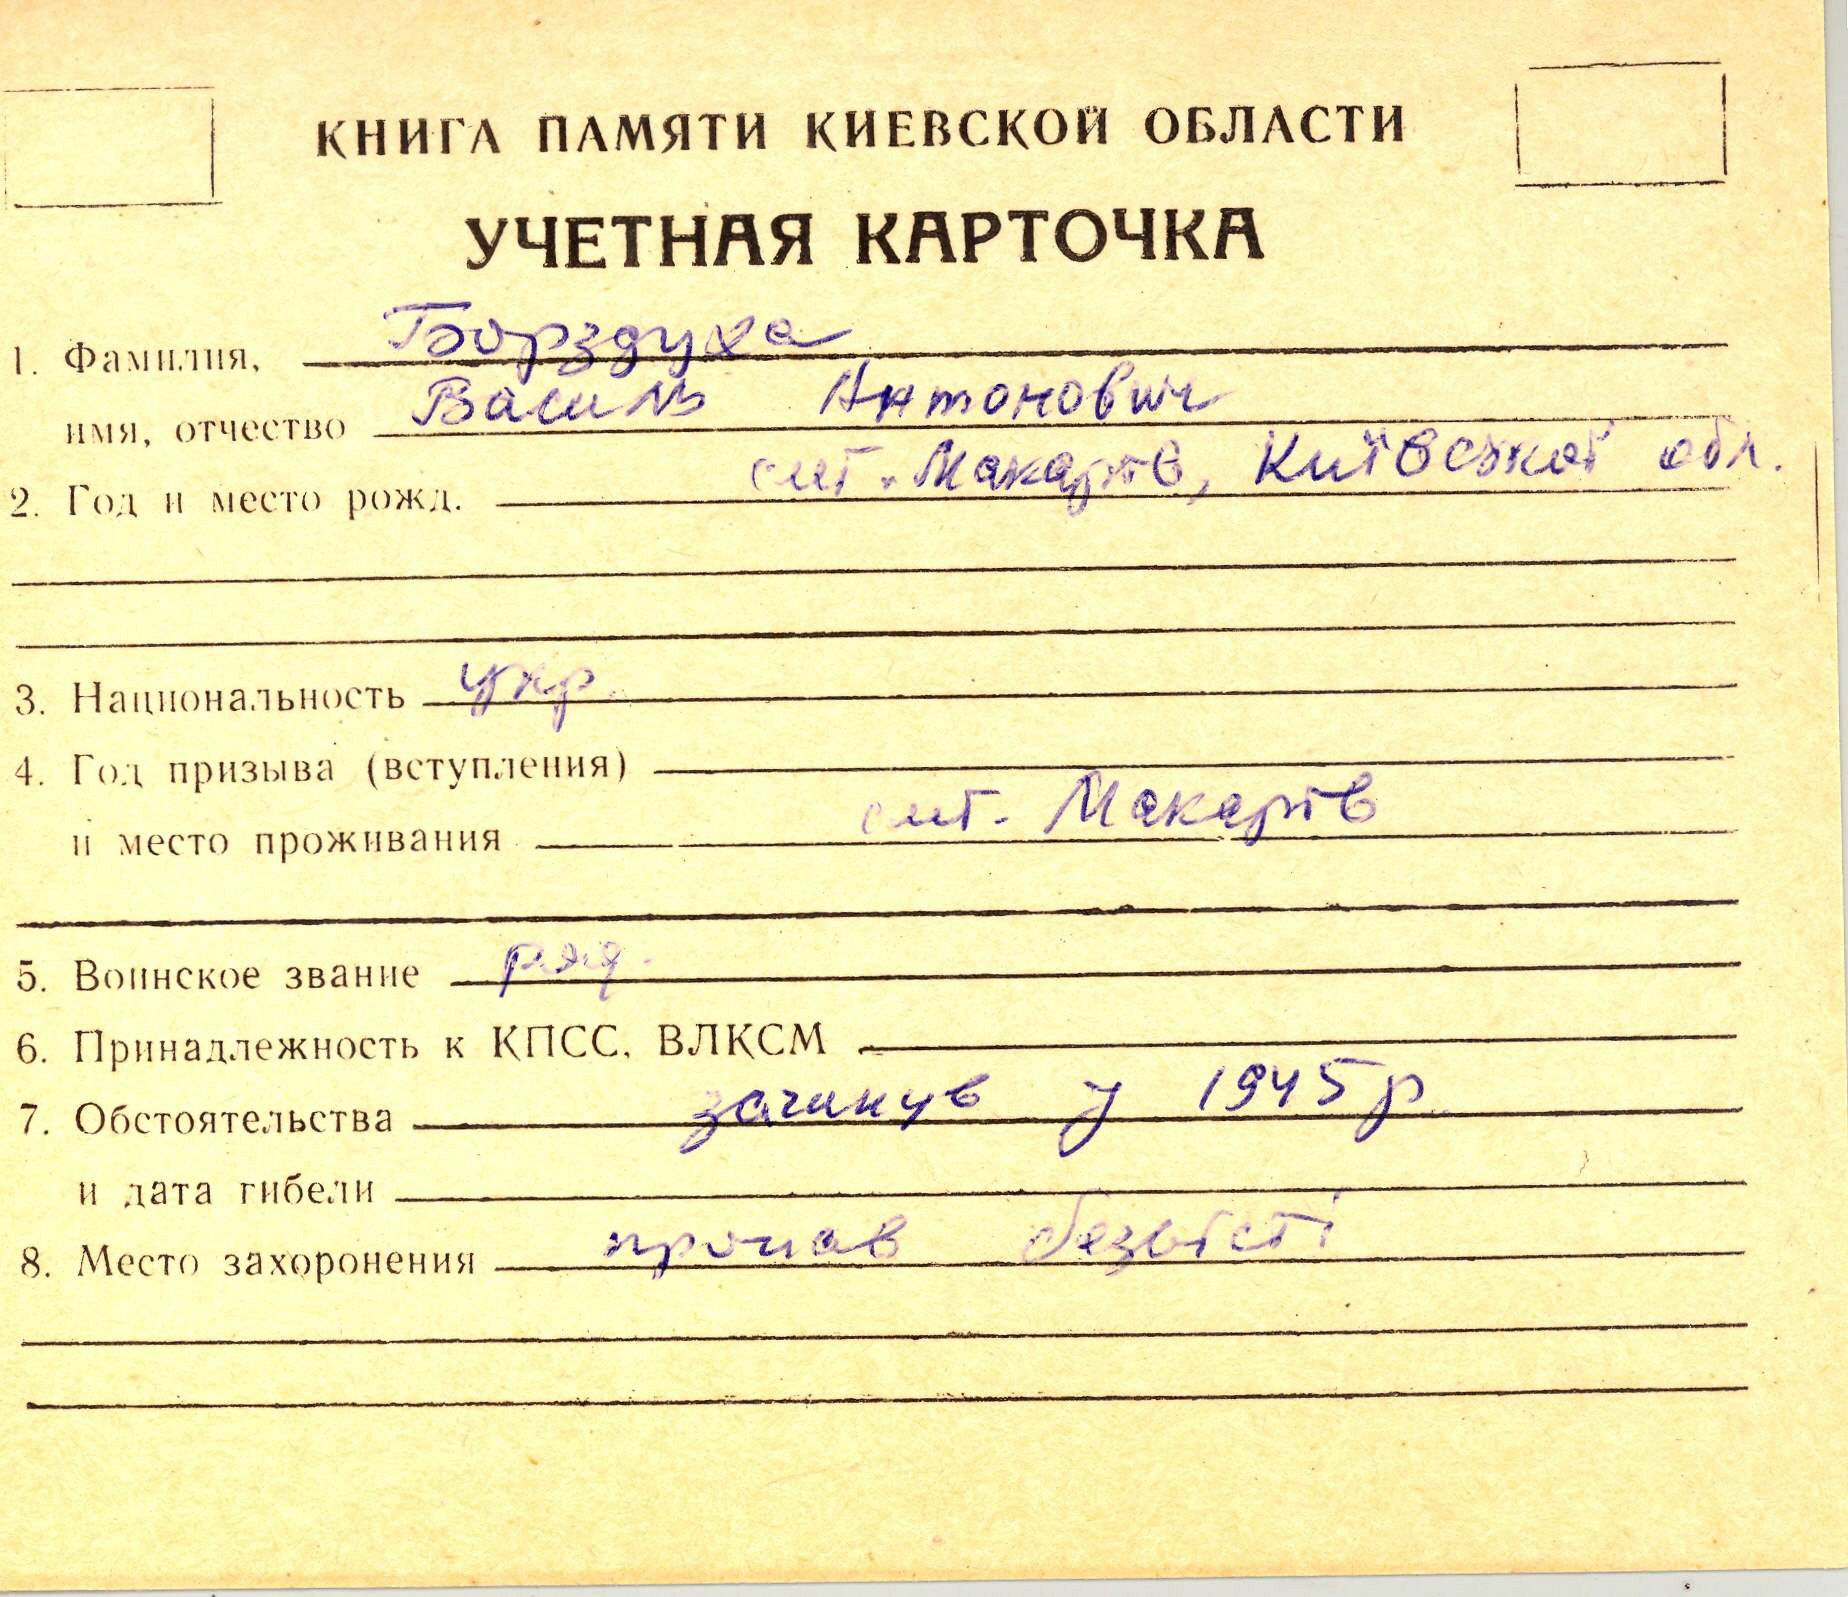 КНИГА ПАМЯТИ КИЕВСКОЙ ОБЛАСТИ
УЧЕТНАЯ КАРТОЧКА
1. Фамилия, Борздуха
имя, отчество Василь Антонович
2. Год и место рожд. смт. Макарів, Київської обл.
3. Национальность укр.
4. Год призыва (вступления)
и место проживания смт. Макарів
5. Воинское звание ряд.
6. Принадлежность к КПСС, ВЛКСМ
7. Обстоятельства загинув у 1945 р.
и дата гибели
8. Место захоронения пропав безвісті